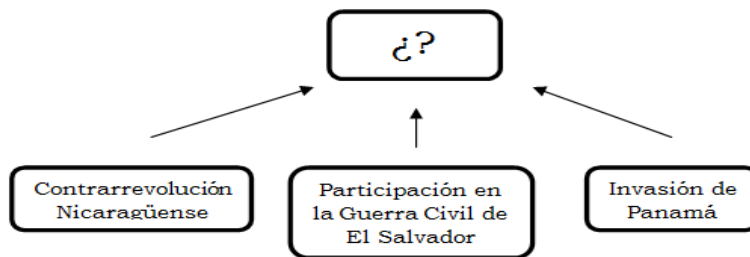 ¿?
Contrarrevolución
Nicaragüense
Participación en
la Guerra Civil de
El Salvador
Invasión de
Panamá